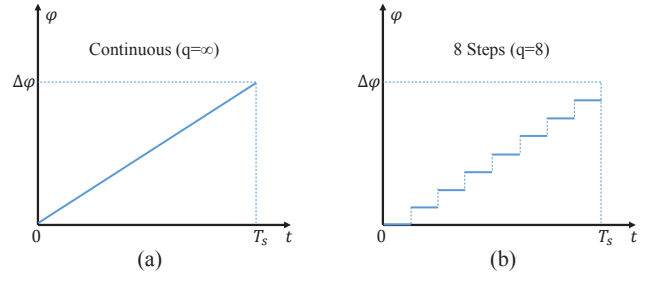 φ
Continuous (q=∞)
Δφ
0
T_s
t
(a)
φ
8 Steps (q=8)
Δφ
0
T_s
t
(b)